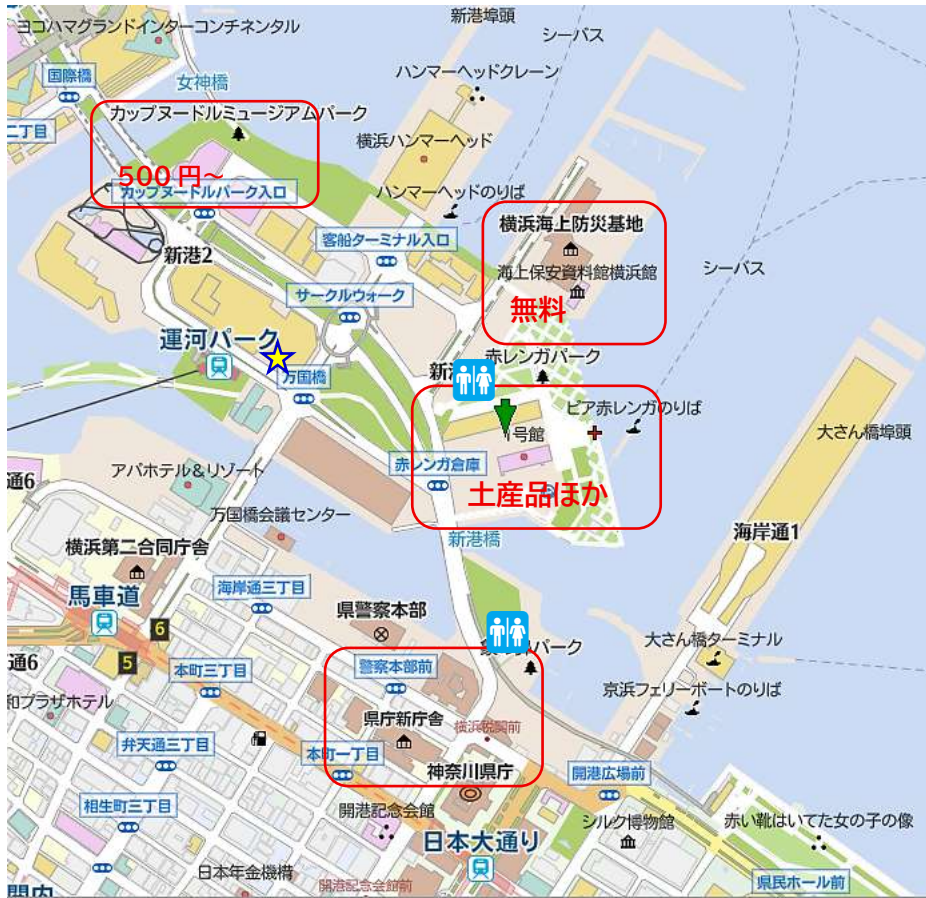 新港埠頭
ヨコハマグランドインターコンチネンタル
シーバス
国際橋
女神橋
ハンマーヘッドクレーン
カップヌードルミュージアムパーク
二丁目
横浜ハンマーヘッド
500円~
カップヌードルパーク入口
ハンマーヘッドのりば
横浜海上防災基地
客船ターミナル入口
新港2
海上保安資料館横浜館
シーバス
サークルウォーク
無料
運河パーク
赤レンガパーク
新港
万国橋
ピア赤レンガのりば
1号館
大さん橋埠頭
赤レンガ倉庫
アパホテル&リゾート
通6
土産品ほか
万国橋会議センター
新港橋
海岸通1
横浜第二合同庁舎
海岸通三丁目
馬車道
県警察本部
6
大さん橋ターミナル
象の鼻パーク
通6
5
本町三丁目
警察本部前
京浜フェリーボートのりば
和プラザホテル
県庁新庁舎
横浜税関前
弁天通三丁目
本町一丁目
神奈川県庁
開港広場前
相生町三丁目
開港記念会館
シルク博物館
赤い靴はいてた女の子の像
日本大通り
日本年金機構
関内
開港記念会館前
県民ホール前